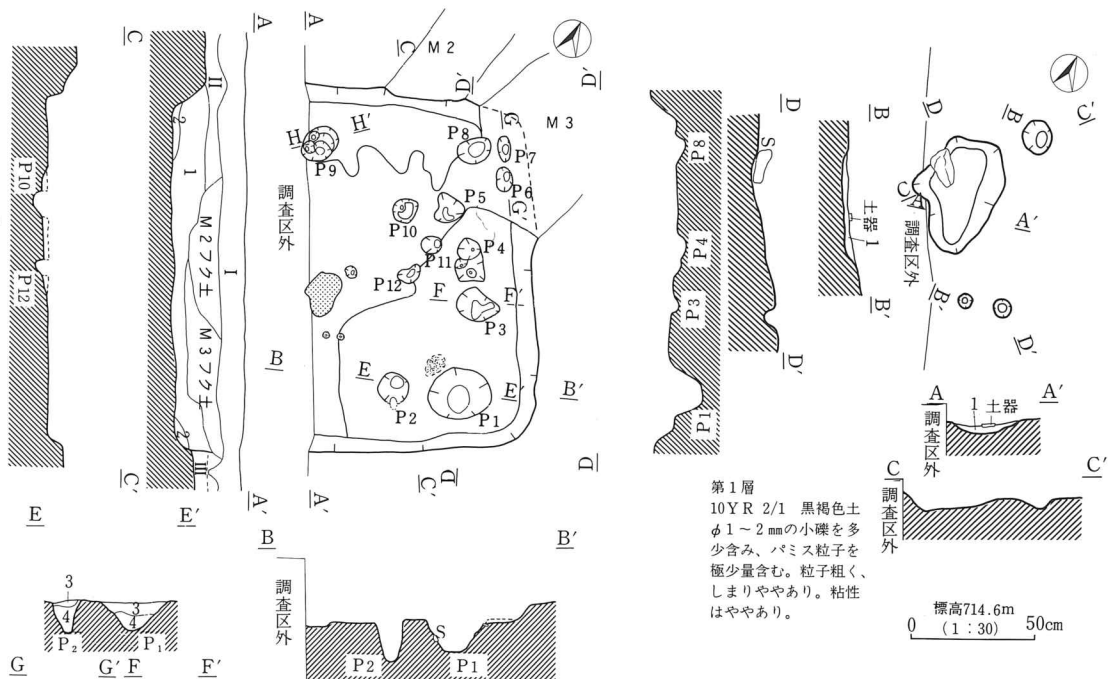 C
A
A
C
M2
D'
D'
II
G
H
H'
P8
M3
P7
P9
P6
2
1
P10
調査区外
P5
G'
P10
M2フク土
I
P4
P11
P12
P12
F
F'
P3
M3フク土
B
E
E'
B'
P2
P1
2
III
C'
A'
A'
C'
D
D
E
E'
B
B'
3
3
4
4
P2
P1
調査区外
S
P2
P1
G
G'
F
F'
D
B
D
B
C'
P8
S
C
A
A'
土器
1
調査区外
P4
P3
B'
B'
D'
D'
P1
A
A'
1 土器
調査区外
C
C'
調査区外
第1層
10YR 2/1 黒褐色土
φ1～2㎜の小礫を多
少含み、パミス粒子を
極少量含む。粒子粗く、
しまりややあり。粘性
はややあり。
標高714.6m
0 (1:30) 50cm